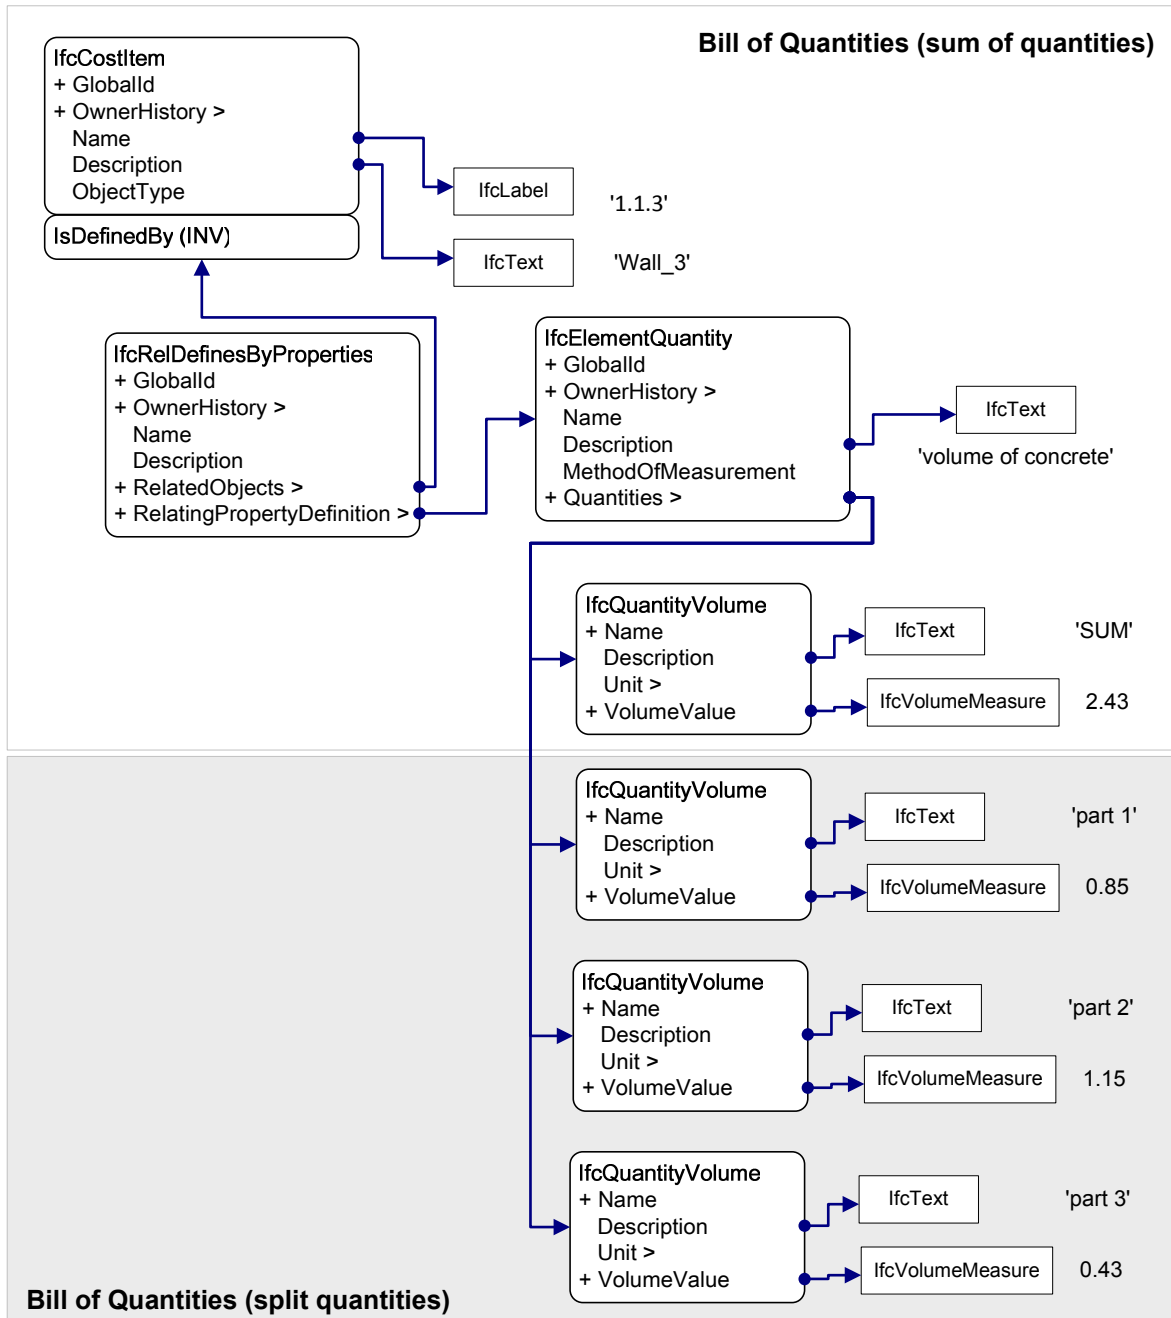 Bill of Quantities (sum of quantities)
IfcCostItem
+ GlobalId
+ OwnerHistory >
Name
Description
ObjectType
IsDefinedBy (INV)
IfcLabel
'1.1.3'
IfcText
'Wall_3'
IfcRelDefinesByProperties
+ GlobalId
+ OwnerHistory >
Name
Description
+ RelatedObjects >
+ RelatingPropertyDefinition >
IfcElementQuantity
+ GlobalId
+ OwnerHistory >
Name
Description
MethodOfMeasurement
+ Quantities >
IfcText
'volume of concrete'
IfcQuantityVolume
+ Name
Description
Unit >
+ VolumeValue
IfcText
'SUM'
IfcVolumeMeasure
2.43
IfcQuantityVolume
+ Name
Description
Unit >
+ VolumeValue
IfcText
'part 1'
IfcVolumeMeasure
0.85
IfcQuantityVolume
+ Name
Description
Unit >
+ VolumeValue
IfcText
'part 2'
IfcVolumeMeasure
1.15
IfcQuantityVolume
+ Name
Description
Unit >
+ VolumeValue
IfcText
'part 3'
IfcVolumeMeasure
0.43
Bill of Quantities (split quantities)